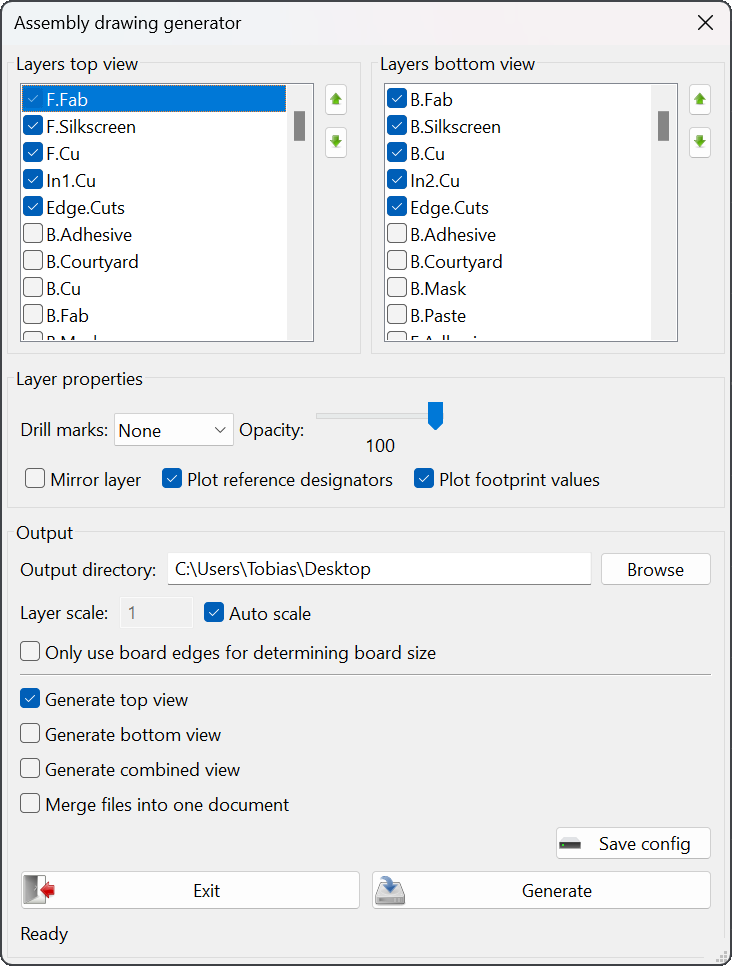 Assembly drawing generator
Layers top view
F.Fab
F.Silkscreen
F.Cu
In1.Cu
Edge.Cuts
B.Adhesive
B.Courtyard
B.Cu
B.Fab
Layers bottom view
B.Fab
B.Silkscreen
B.Cu
In2.Cu
Edge.Cuts
B.Adhesive
B.Courtyard
B.Mask
B.Paste
Layer properties
Drill marks: None Opacity:
100
Mirror layer Plot reference designators Plot footprint values
Output
Output directory: C:\Users\Tobias\Desktop Browse
Layer scale: 1 Auto scale
Only use board edges for determining board size
Generate top view
Generate bottom view
Generate combined view
Merge files into one document
Save config
Exit Generate
Ready